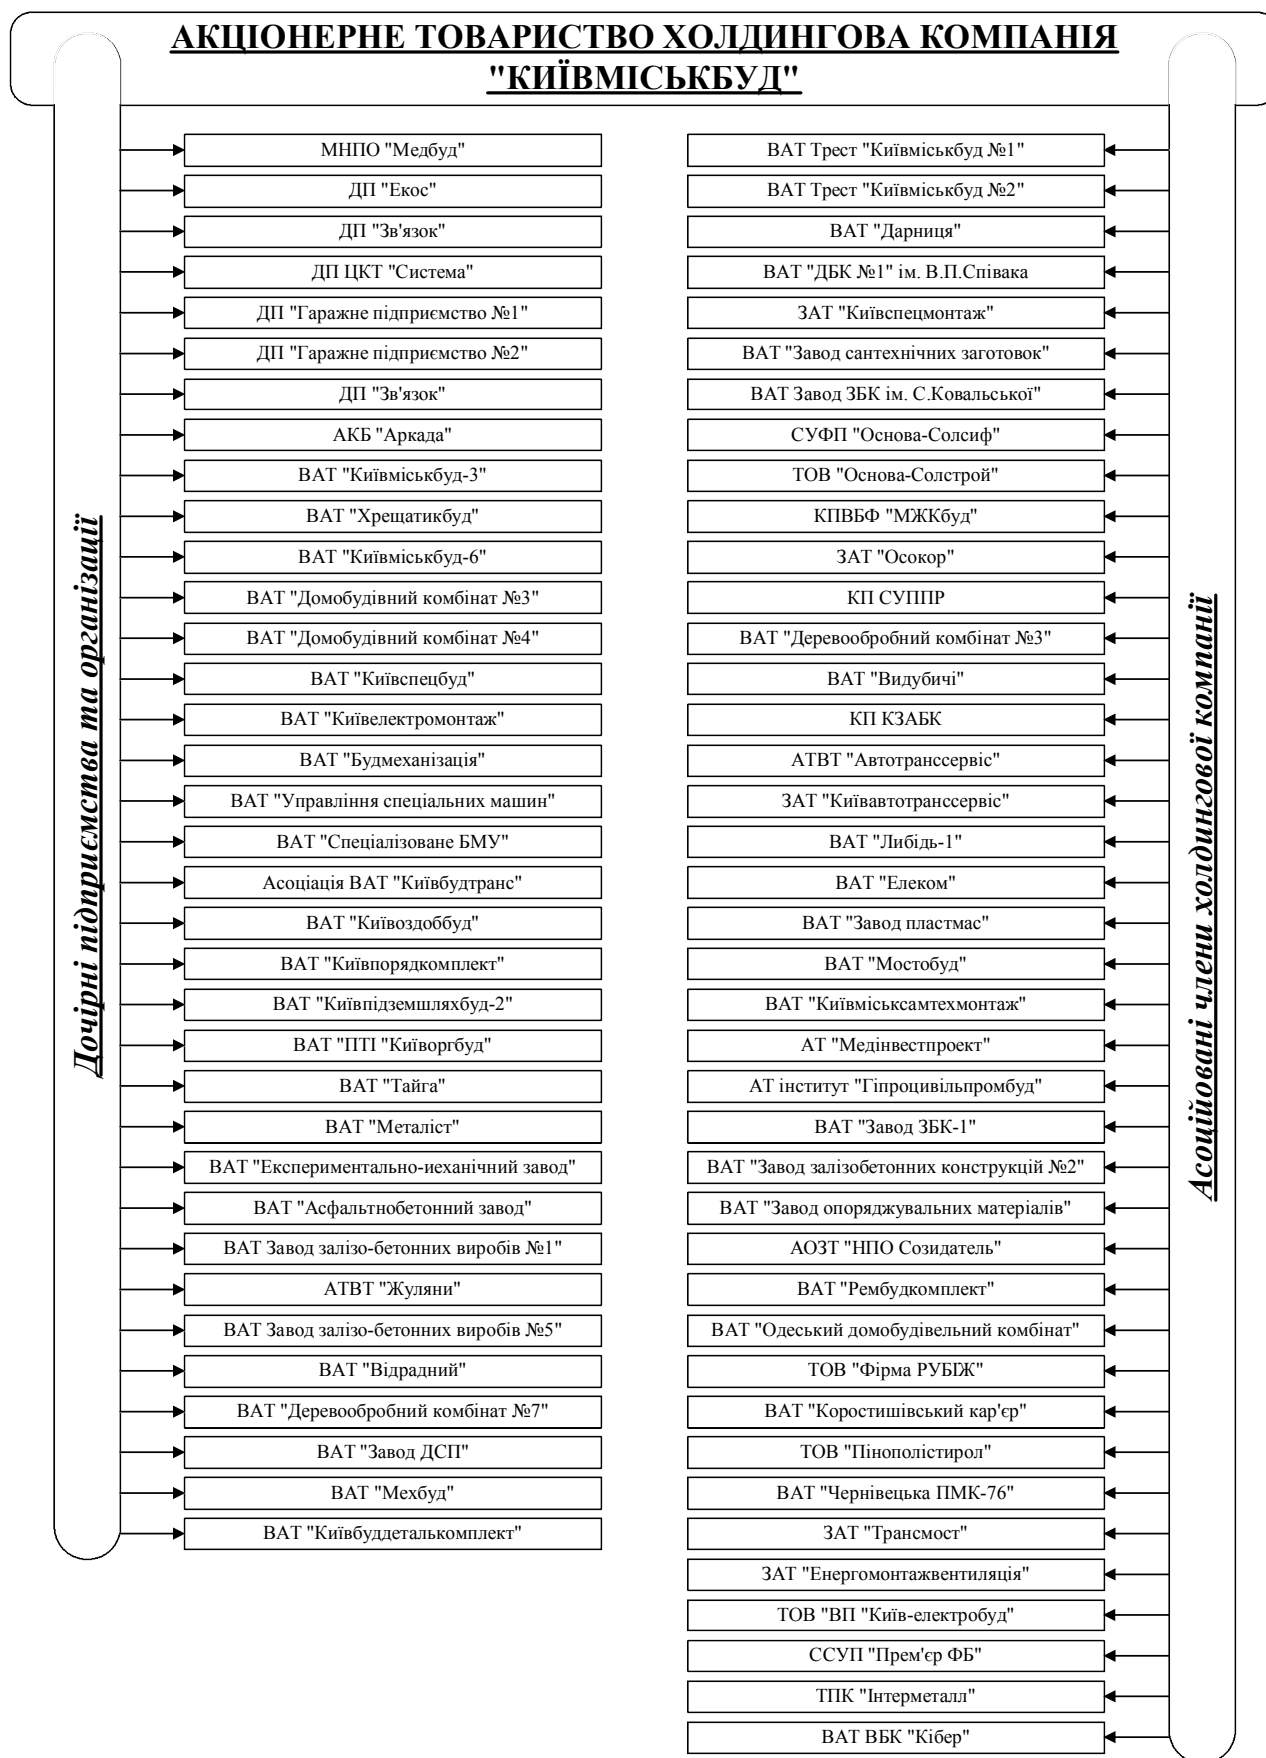 АКЦІОНЕРНЕ ТОВАРИСТВО ХОЛДИНГОВА КОМПАНІЯ
"КИЇВМІСЬКБУД"
Дочірні підприємства та організації
МНПО "Медбуд"
ДП "Екос"
ДП "Зв'язок"
ДП ЦКТ "Система"
ДП "Гаражне підприємство №1"
ДП "Гаражне підприємство №2"
ДП "Зв'язок"
АКБ "Аркада"
ВАТ "Київміськбуд-3"
ВАТ "Хрещатикбуд"
ВАТ "Київміськбуд-6"
ВАТ "Домобудівний комбінат №3"
ВАТ "Домобудівний комбінат №4"
ВАТ "Київспецбуд"
ВАТ "Київелектромонтаж"
ВАТ "Будмеханізація"
ВАТ "Управління спеціальних машин"
ВАТ "Спеціалізоване БМУ"
Асоціація ВАТ "Київбудтранс"
ВАТ "Київоздоббуд"
ВАТ "Київпорядкомплект"
ВАТ "Київпідземшляхбуд-2"
ВАТ "ПТІ "Київоргбуд"
ВАТ "Тайга"
ВАТ "Металіст"
ВАТ "Експериментально-иеханічний завод"
ВАТ "Асфальтнобетонний завод"
ВАТ Завод залізо-бетонних виробів №1"
АТВТ "Жуляни"
ВАТ Завод залізо-бетонних виробів №5"
ВАТ "Відрадний"
ВАТ "Деревообробний комбінат №7"
ВАТ "Завод ДСП"
ВАТ "Мехбуд"
ВАТ "Київбуддеталькомплект"
ВАТ Трест "Київміськбуд №1"
ВАТ Трест "Київміськбуд №2"
ВАТ "Дарниця"
ВАТ "ДБК №1" ім. В.П.Співака
ЗАТ "Київспецмонтаж"
ВАТ "Завод сантехнічних заготовок"
ВАТ Завод ЗБК ім. С.Ковальської"
СУФП "Основа-Солсиф"
ТОВ "Основа-Солстрой"
КПВБФ "МЖКбуд"
ЗАТ "Осокор"
КП СУППР
ВАТ "Деревообробний комбінат №3"
ВАТ "Видубичі"
КП КЗАБК
АТВТ "Автотранссервіс"
ЗАТ "Київавтотранссервіс"
ВАТ "Либідь-1"
ВАТ "Елеком"
ВАТ "Завод пластмас"
ВАТ "Мостобуд"
ВАТ "Київміськсамтехмонтаж"
АТ "Медінвестпроект"
АТ інститут "Гіпроцивільпромбуд"
ВАТ "Завод ЗБК-1"
ВАТ "Завод залізобетонних конструкцій №2"
ВАТ "Завод опоряджувальних матеріалів"
АОЗТ "НПО Созидатель"
ВАТ "Рембудкомплект"
ВАТ "Одеський домобудівельний комбінат"
ТОВ "Фірма РУБІЖ"
ВАТ "Коростишівський кар'єр"
ТОВ "Пінополістирол"
ВАТ "Чернівецька ПМК-76"
ЗАТ "Трансмост"
ЗАТ "Енергомонтажвентиляція"
ТОВ "ВП "Київ-електробуд"
ССУП "Прем'єр ФБ"
ТПК "Інтерметалл"
ВАТ ВБК "Кібер"
Асоційовані члени холдингової компанії